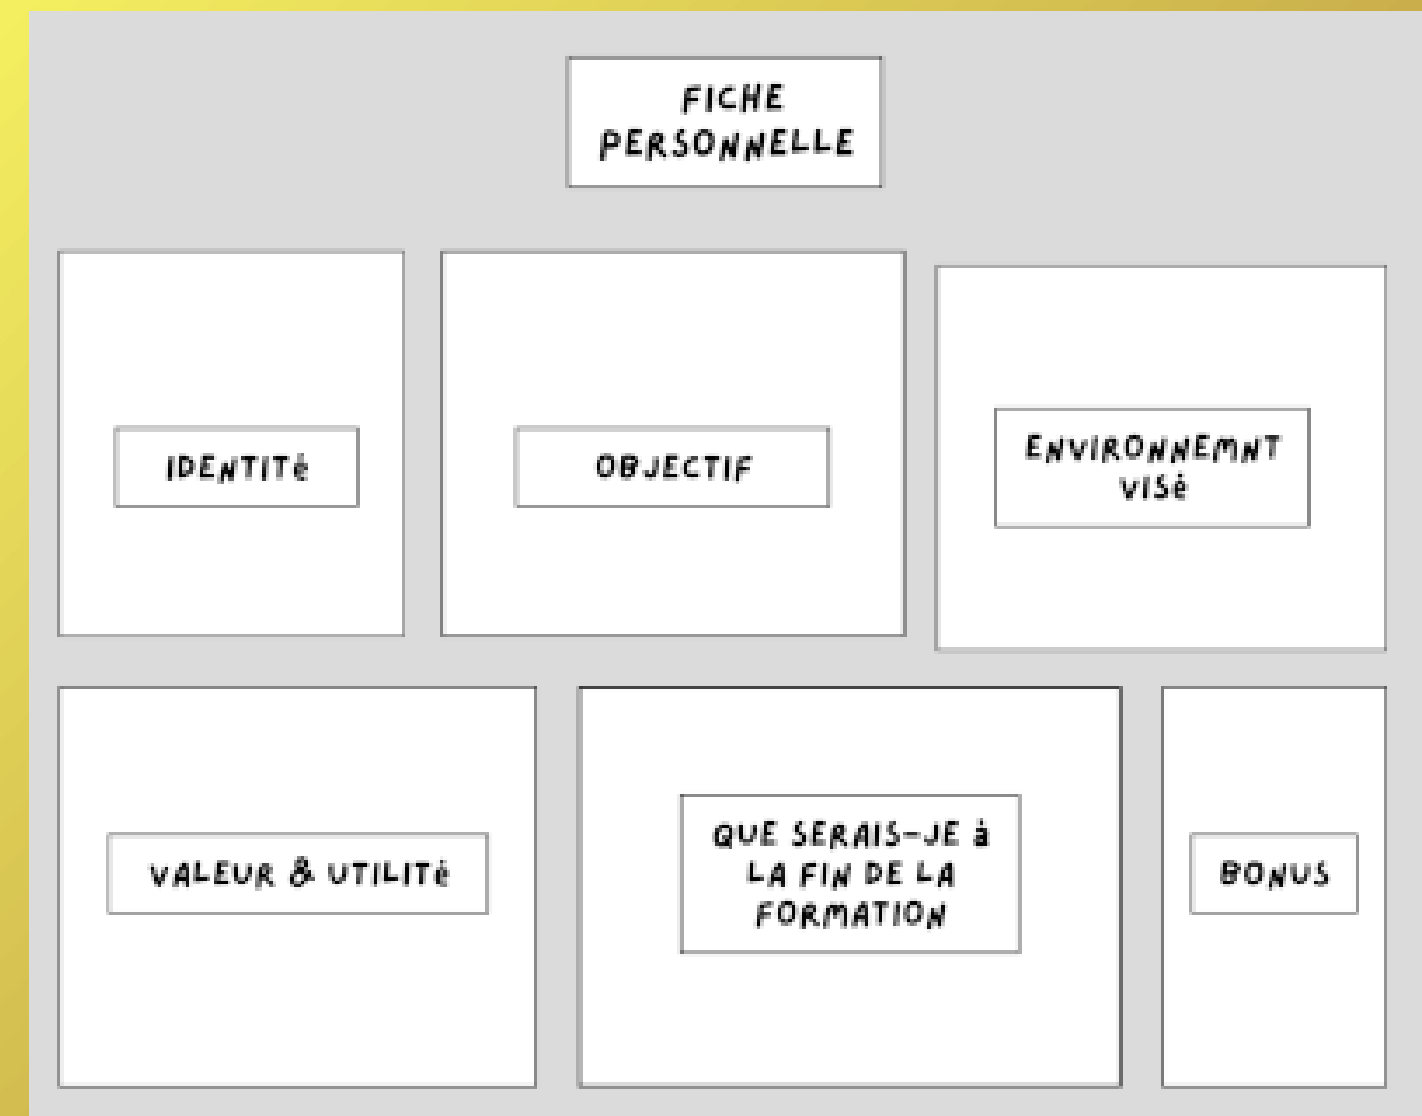 FICHE
PERSONNELLE
IDENTITé
OBJECTIF
ENVIRONNEMNT
VISé
VALEUR & UTILITé
QUE SERAIS-JE à
LA FIN DE LA
FORMATION
BONUS